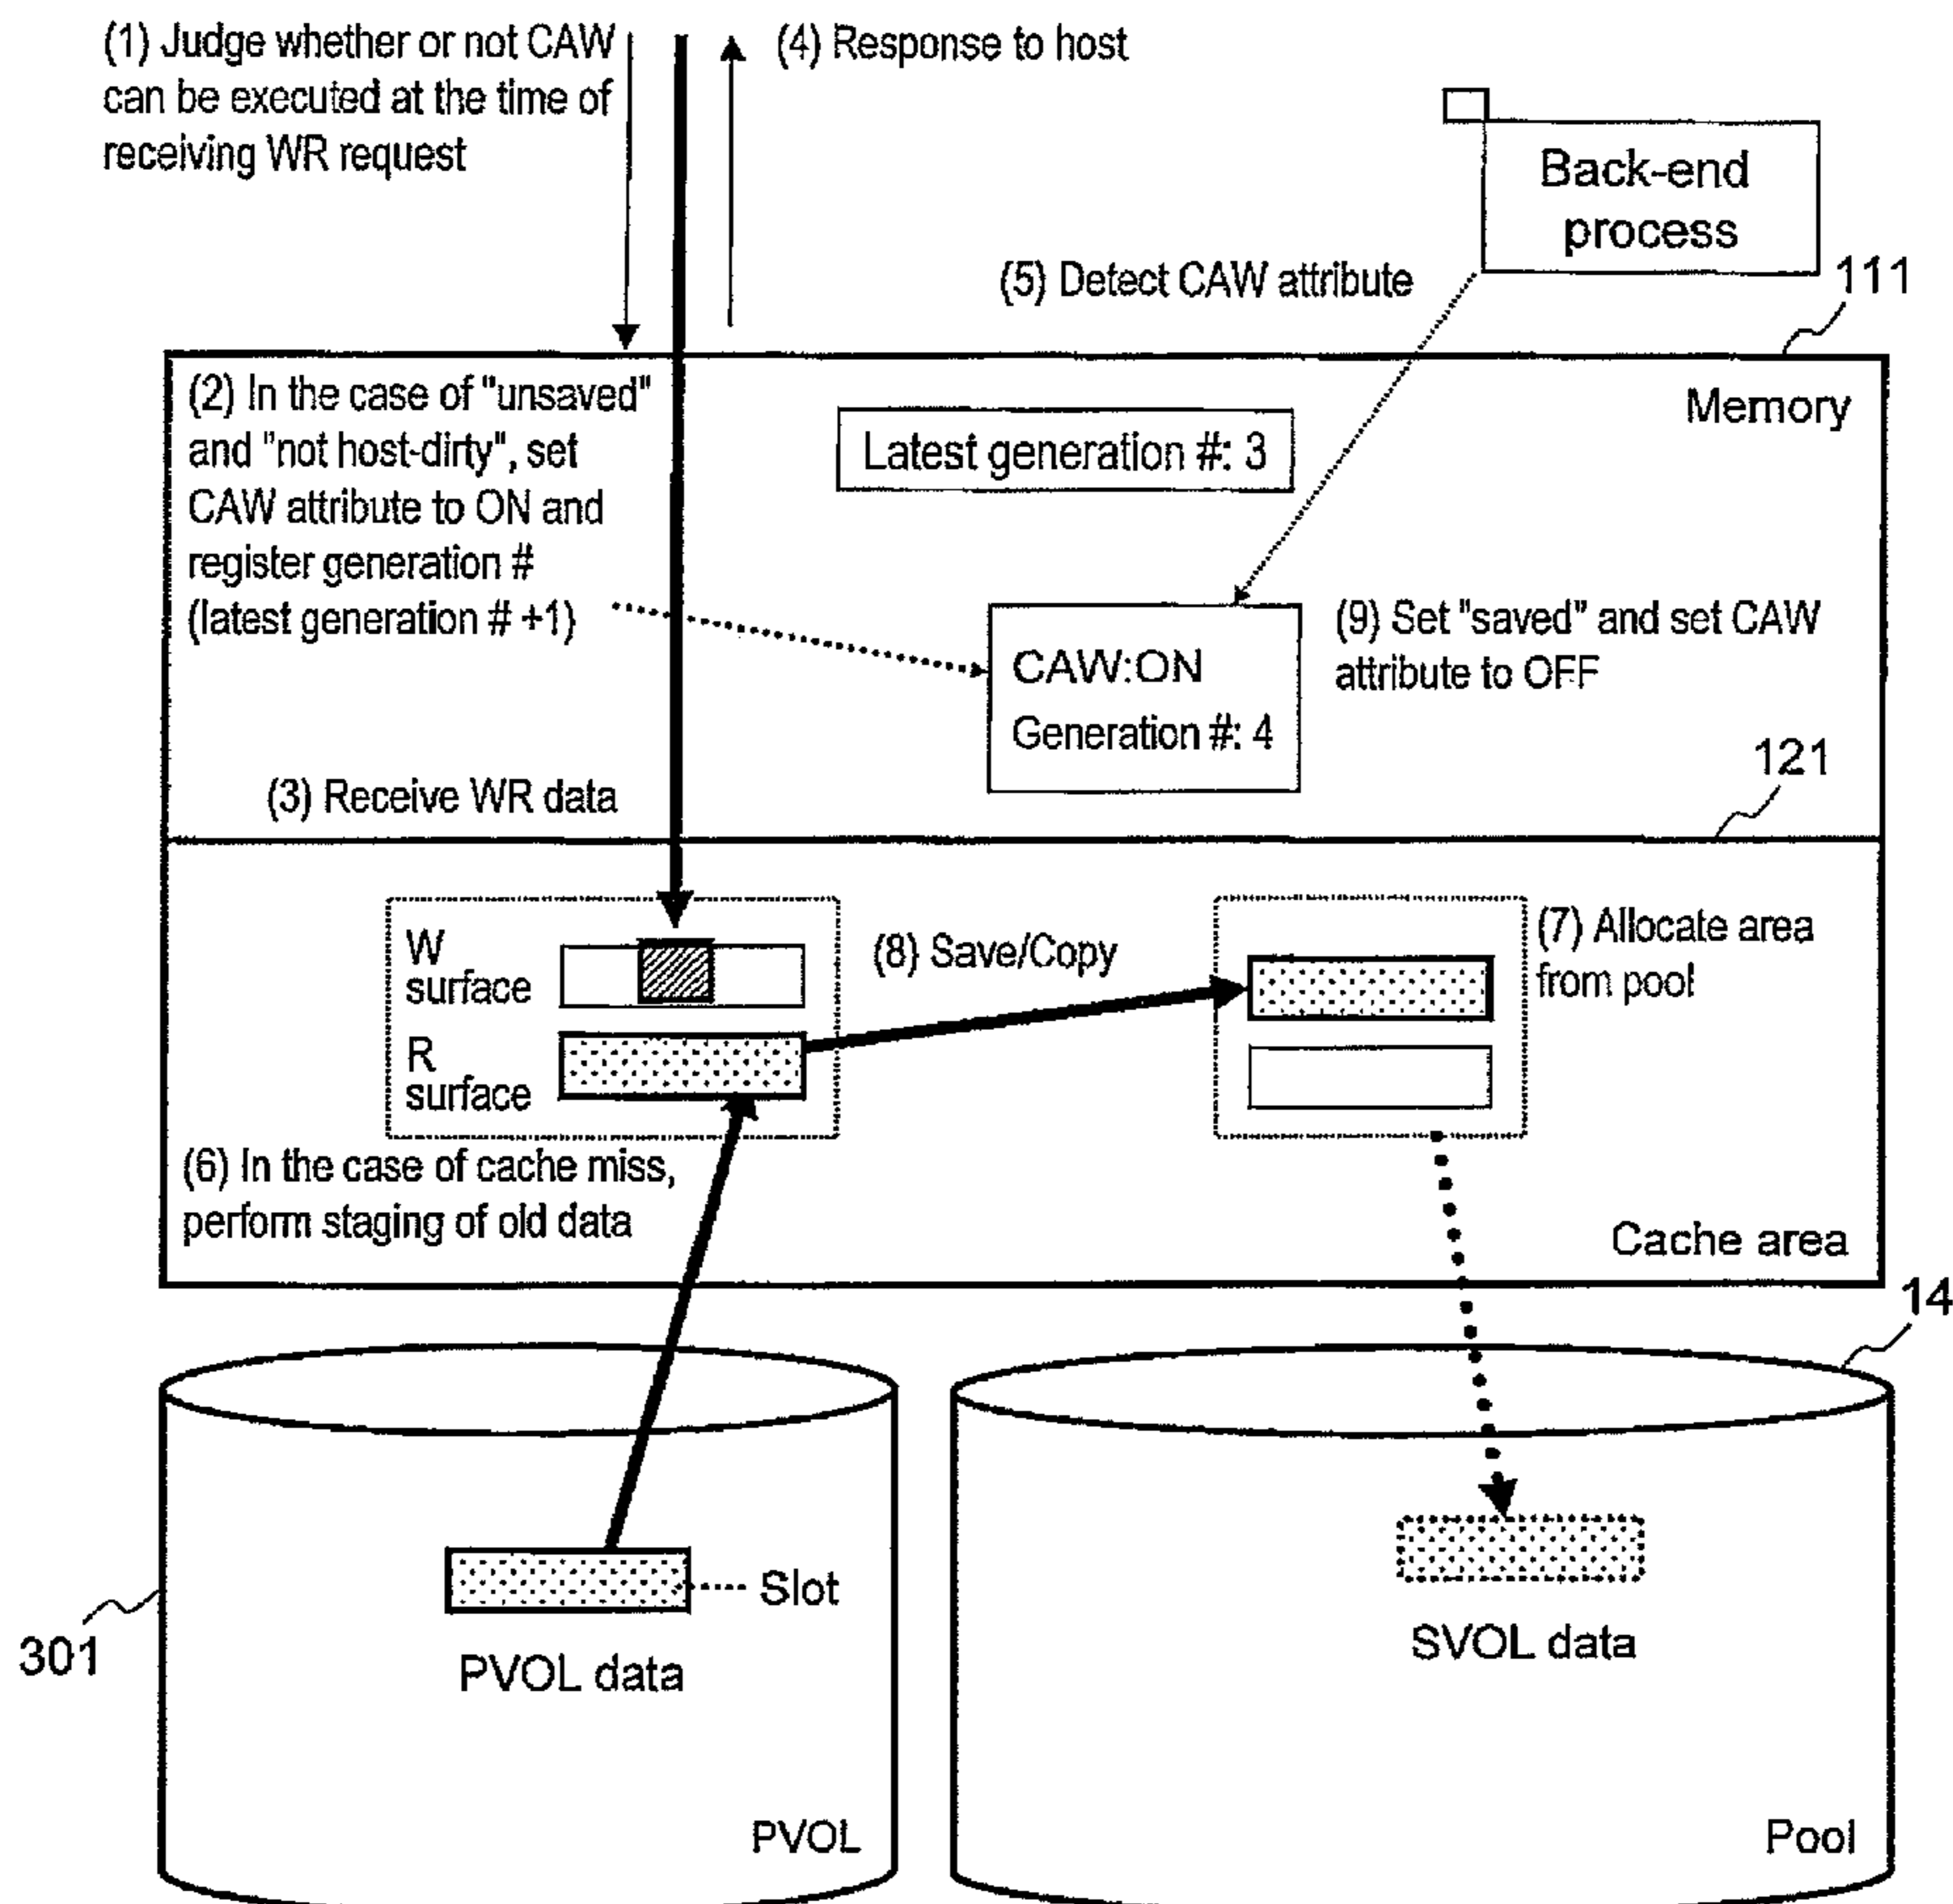 (1) Judge whether or not CAW
can be executed at the time of
receiving WR request
(4) Response to host
Back-end
process
(5) Detect CAW attribute
111
(2) In the case of "unsaved"
and "not host-dirty", set
CAW attribute to ON and
register generation #
(latest generation # +1)
Memory
Latest generation #: 3
CAW:ON
Generation #: 4
(9) Set "saved" and set CAW
attribute to OFF
(3) Receive WR data
121
W
surface
R
surface
(8) Save/Copy
(7) Allocate area
from pool
(6) In the case of cache miss,
perform staging of old data
Cache area
14
Slot
301
PVOL data
SVOL data
PVOL
Pool